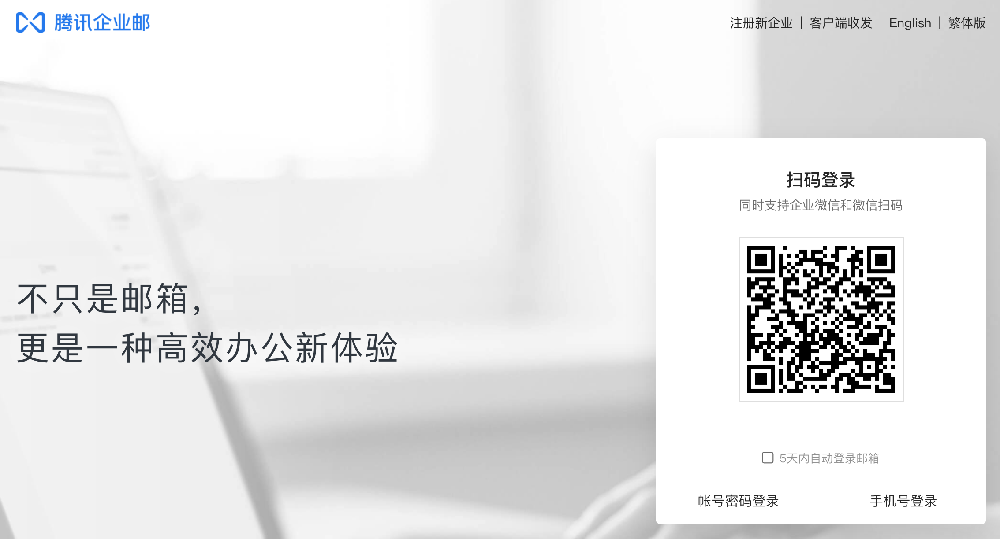 腾讯企业邮
注册新企业 | 客户端收发 | English | 繁体版
扫码登录
同时支持企业微信和微信扫码
不只是邮箱,
更是一种高效办公新体验
5天内自动登录邮箱
帐号密码登录 手机号登录